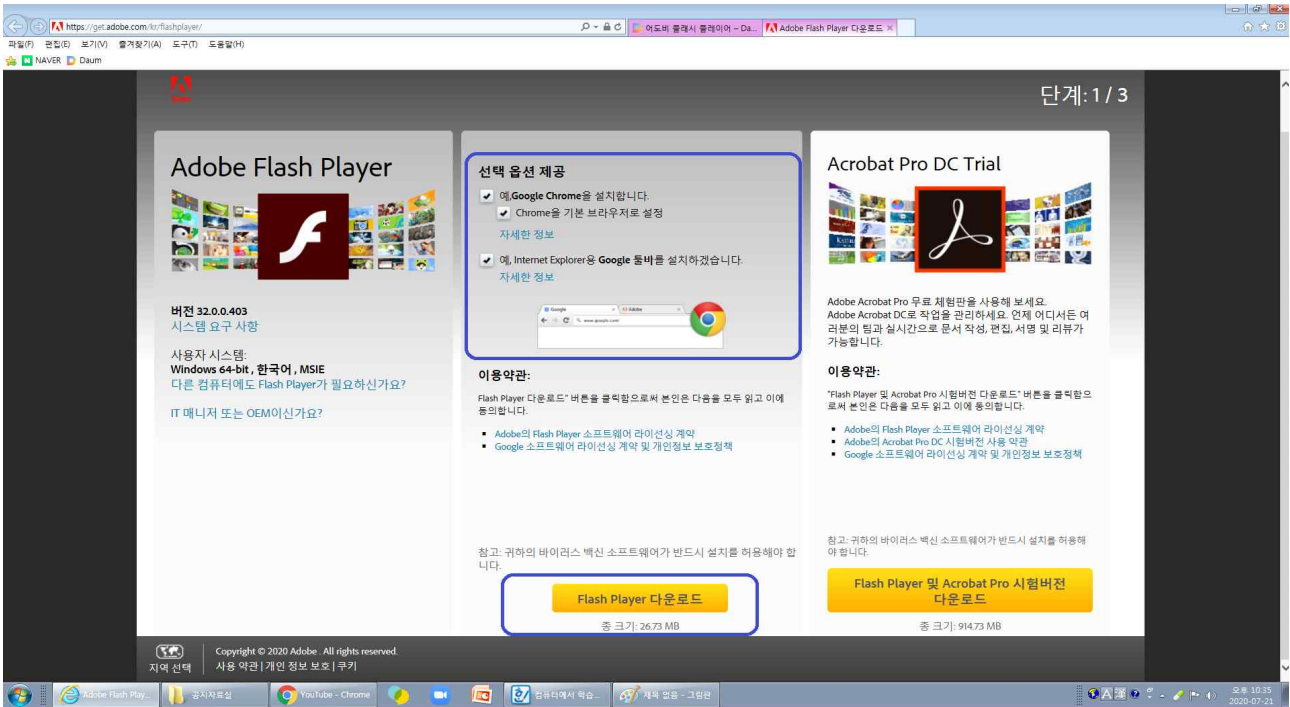 https://get.adobe.com/kr/flashplayer/
어도비 플래시 플레이어 – Da...
Adobe Flash Player 다운로드
파일(F) 편집(E) 보기(V) 즐겨찾기(A) 도구(T) 도움말(H)
NAVER Daum
Adobe
단계: 1 / 3
Adobe Flash Player
버전 32.0.0.403
시스템 요구 사항
사용자 시스템:
Windows 64-bit , 한국어 , MSIE
다른 컴퓨터에도 Flash Player가 필요하신가요?
IT 매니저 또는 OEM이신가요?
선택 옵션 제공
예,Google Chrome을 설치합니다.
Chrome을 기본 브라우저로 설정
자세한 정보
예, Internet Explorer용 Google 툴바를 설치하겠습니다.
자세한 정보
Google
Adobe
www.google.com
이용약관:
Flash Player 다운로드" 버튼을 클릭함으로써 본인은 다음을 모두 읽고 이에
동의합니다.
Adobe의 Flash Player 소프트웨어 라이선싱 계약
Google 소프트웨어 라이선싱 계약 및 개인정보 보호정책
참고: 귀하의 바이러스 백신 소프트웨어가 반드시 설치를 허용해야 합
니다.
Flash Player 다운로드
총 크기: 26.73 MB
Acrobat Pro DC Trial
Adobe Acrobat Pro 무료 체험판을 사용해 보세요.
Adobe Acrobat DC로 작업을 관리하세요. 언제 어디서든 여
러분의 팀과 실시간으로 문서 작성, 편집, 서명 및 리뷰가
가능합니다.
이용약관:
"Flash Player 및 Acrobat Pro 시험버전 다운로드" 버튼을 클릭함으
로써 본인은 다음을 모두 읽고 이에 동의합니다.
Adobe의 Flash Player 소프트웨어 라이선싱 계약
Adobe의 Acrobat Pro DC 시험버전 사용 약관
Google 소프트웨어 라이선싱 계약 및 개인정보 보호정책
참고: 귀하의 바이러스 백신 소프트웨어가 반드시 설치를 허용해
야 합니다.
Flash Player 및 Acrobat Pro 시험버전
다운로드
총 크기: 914.73 MB
지역 선택
Copyright © 2020 Adobe . All rights reserved.
사용 약관 | 개인 정보 보호 | 쿠키
Adobe Flash Play...
공시자료실
YouTube - Chrome
컴퓨터에서 학습...
제목 없음 - 그림판
A 漢
오후 10:35
2020-07-21